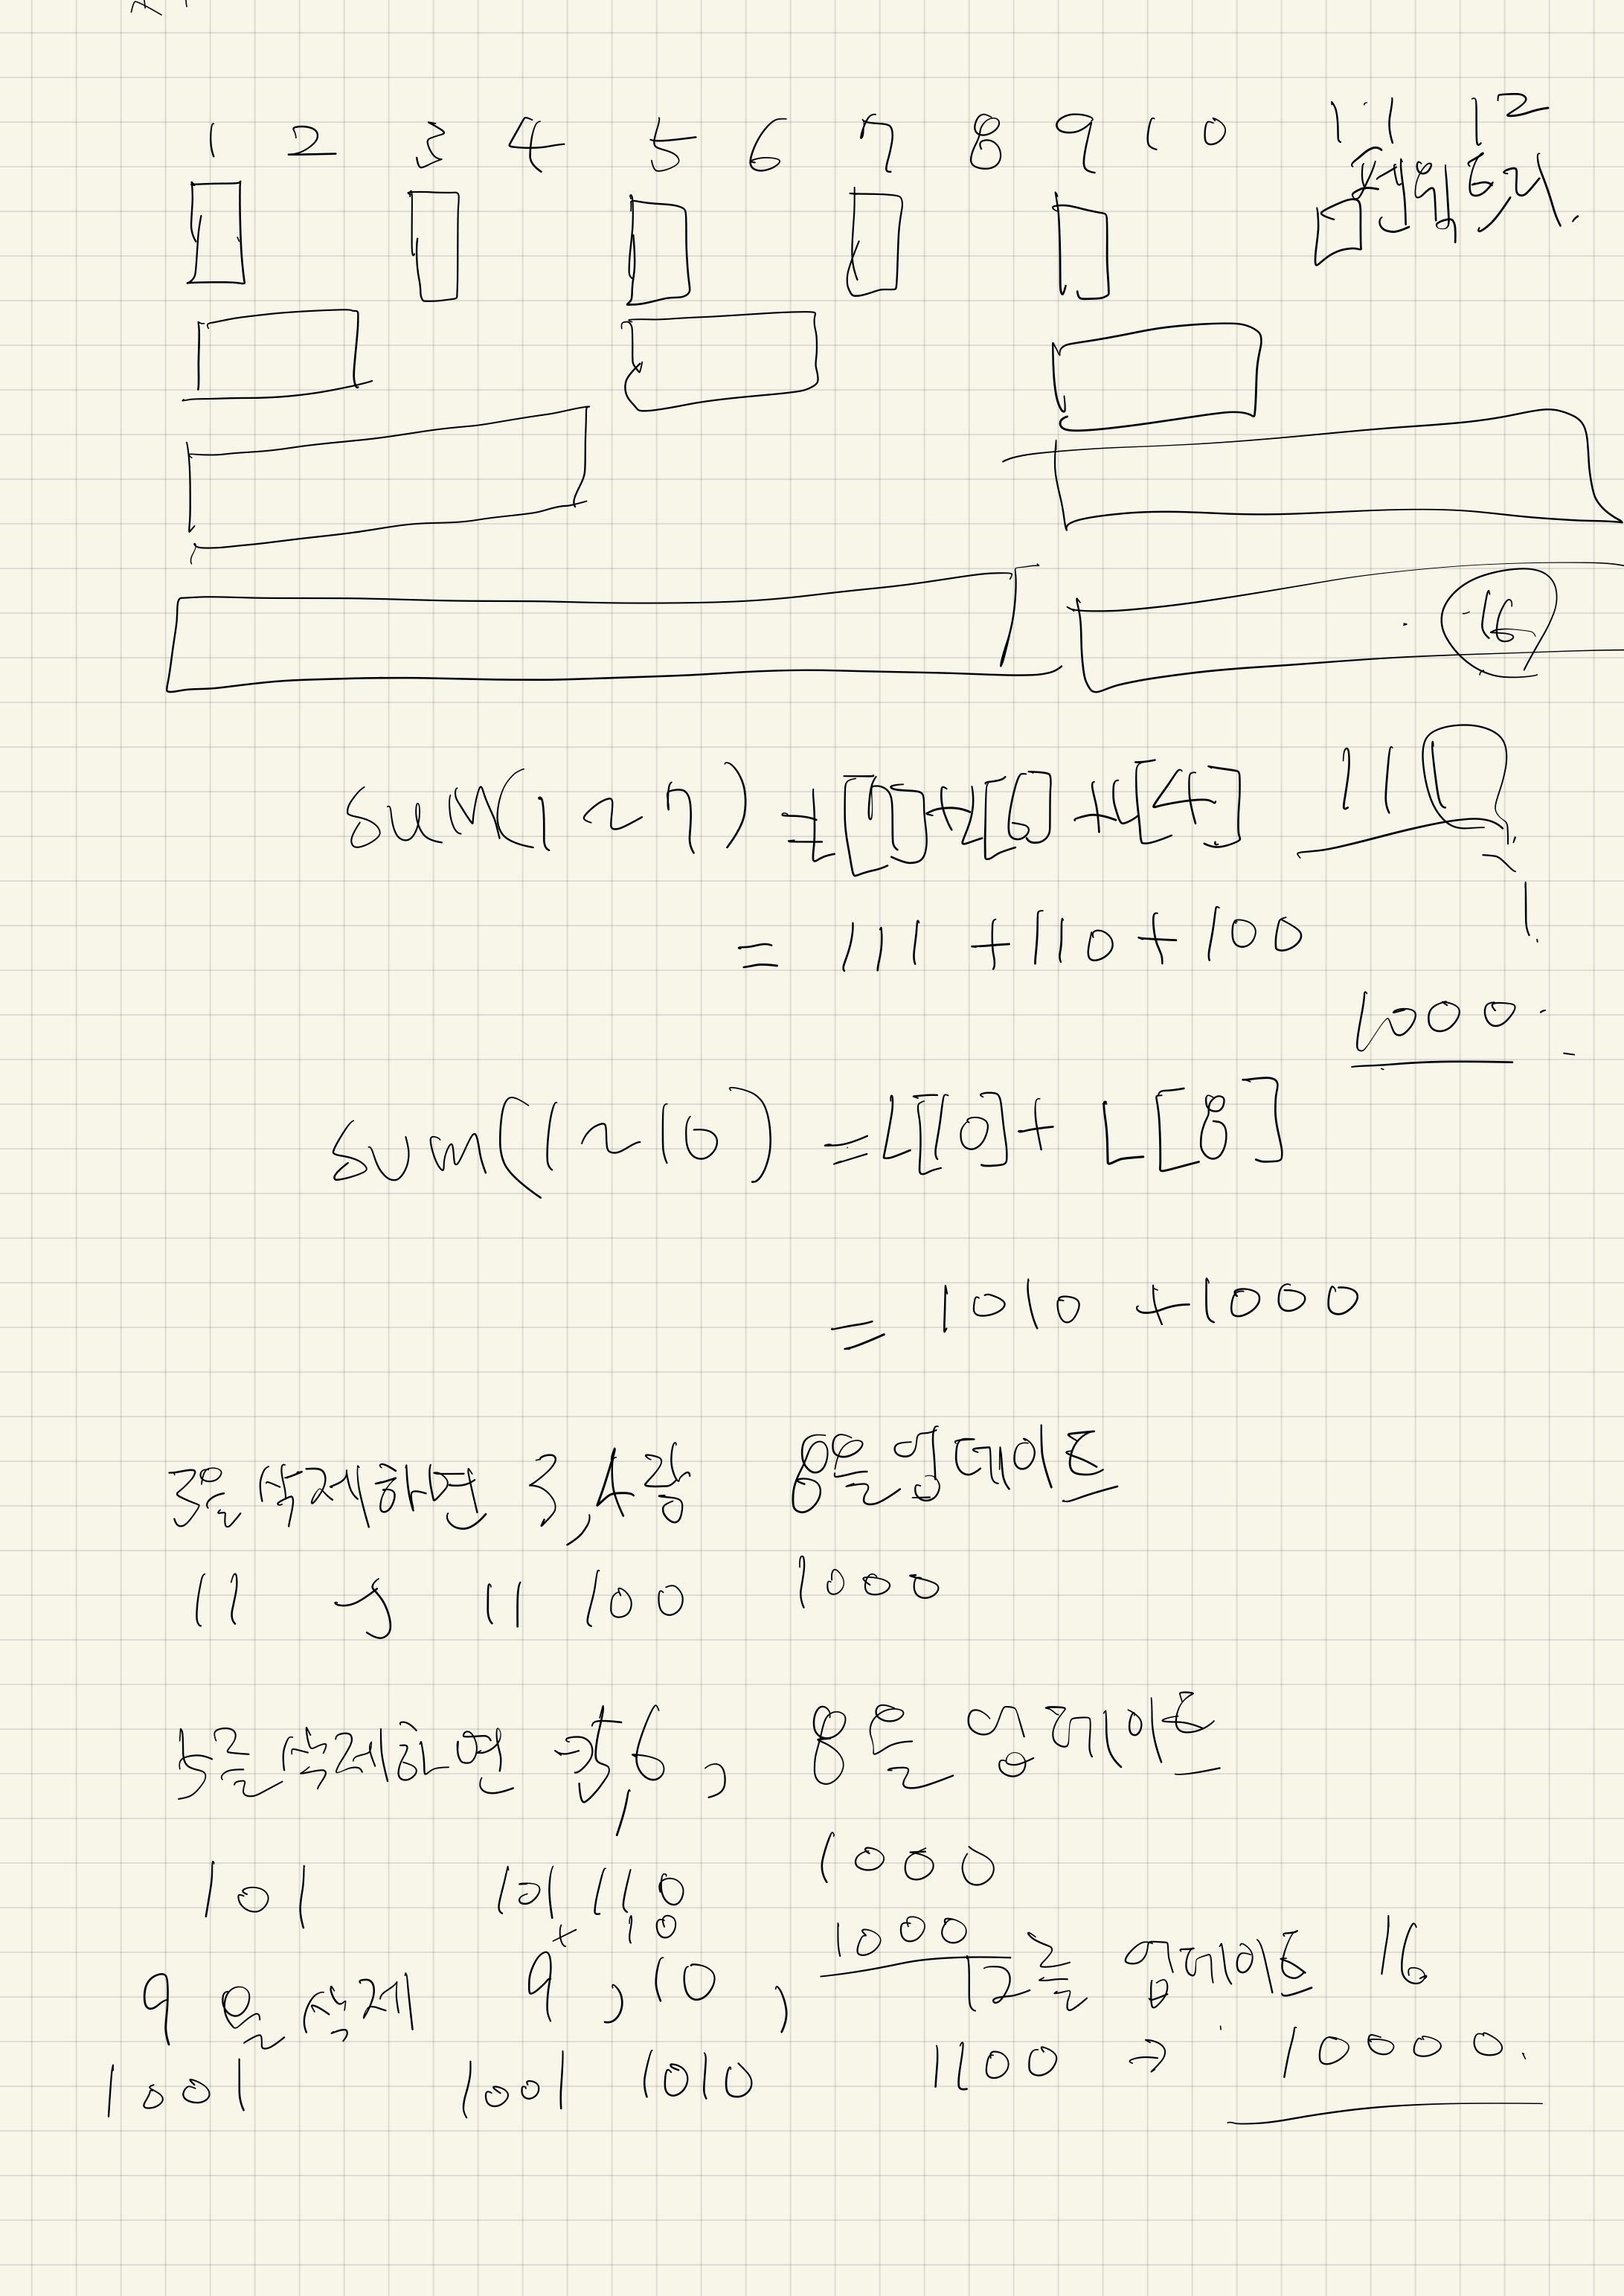 1 2 3 4 5 6 7 8 9 10 11 12
펜윅 트리.
16
sum(1~7) = L[7]+L[6]+L[4] 111
= 111 + 110 + 100
1000
sum(1~10) = L[10]+ L[8]
= 1010 + 1000
3을 삭제하면 3, 4랑 8을 업데이트
11 → 11 100 1000
5를 삭제하면 5, 6, 8을 업데이트
101 101 110 1000
+ 10
1000
9을 삭제 9, 10, 12를 업데이트 16
1001 1001 1010 1100 → 10000.